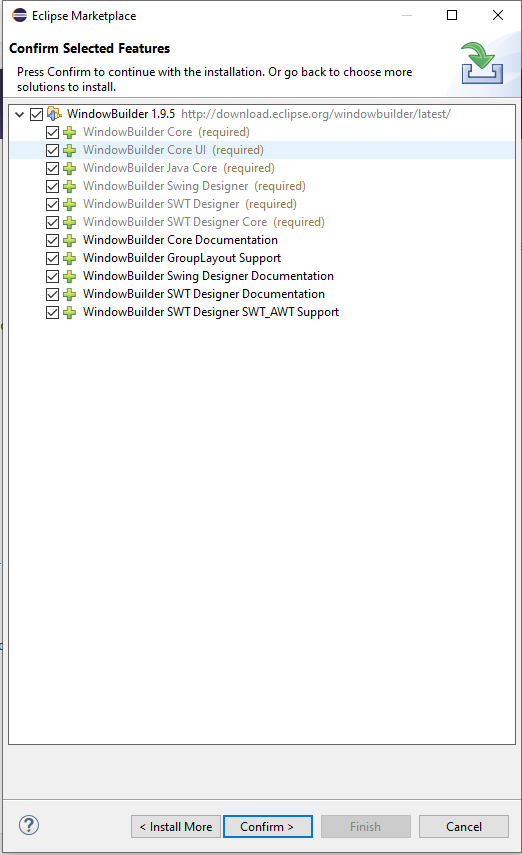 Eclipse Marketplace
Confirm Selected Features
Press Confirm to continue with the installation. Or go back to choose more
solutions to install.
WindowBuilder 1.9.5 http://download.eclipse.org/windowbuilder/latest/
WindowBuilder Core (required)
WindowBuilder Core UI (required)
WindowBuilder Java Core (required)
WindowBuilder Swing Designer (required)
WindowBuilder SWT Designer (required)
WindowBuilder SWT Designer Core (required)
WindowBuilder Core Documentation
WindowBuilder GroupLayout Support
WindowBuilder Swing Designer Documentation
WindowBuilder SWT Designer Documentation
WindowBuilder SWT Designer SWT_AWT Support
? < Install More Confirm > Finish Cancel